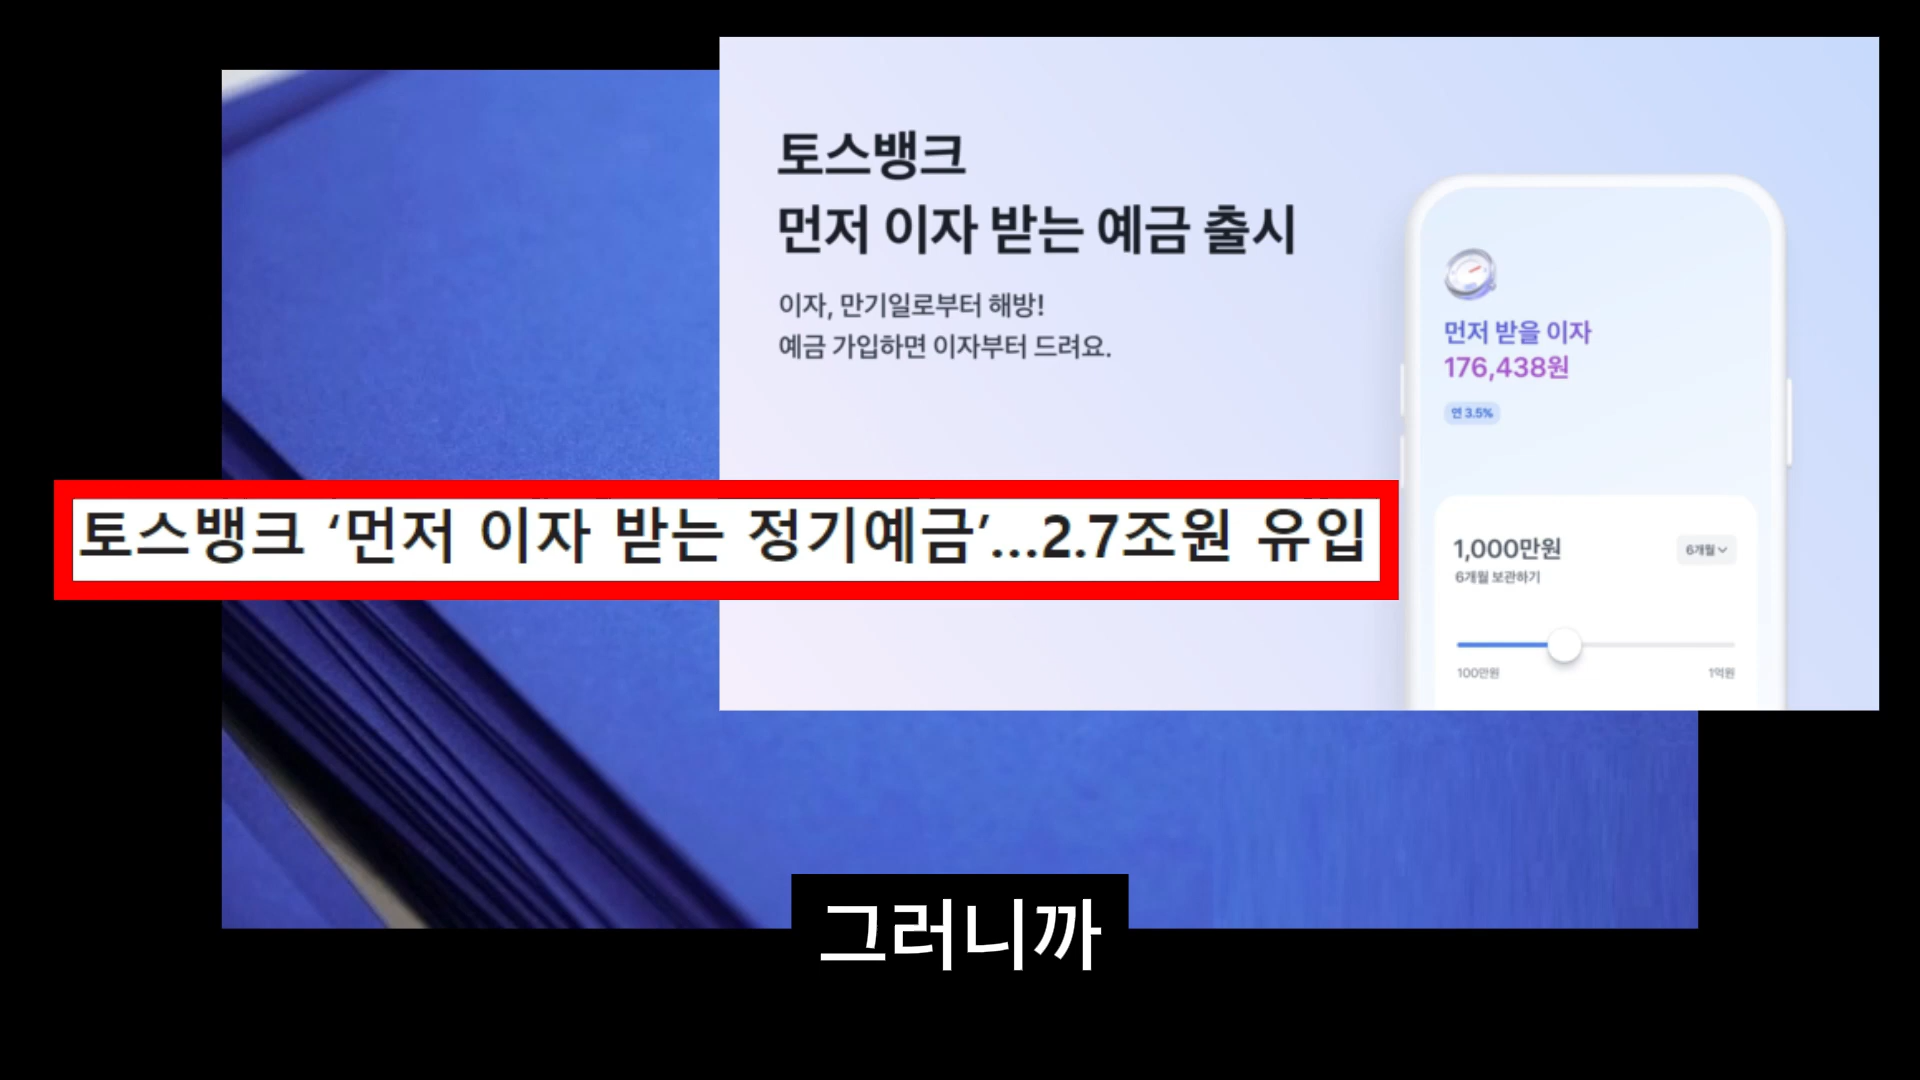 토스뱅크
먼저 이자 받는 예금 출시
이자, 만기일로부터 해방!
예금 가입하면 이자부터 드려요.
먼저 받을 이자
176,438원
연 3.5%
토스뱅크 ‘먼저 이자 받는 정기예금’...2.7조원 유입
1,000만원
6개월
6개월 보관하기
100만원
1억원
그러니까